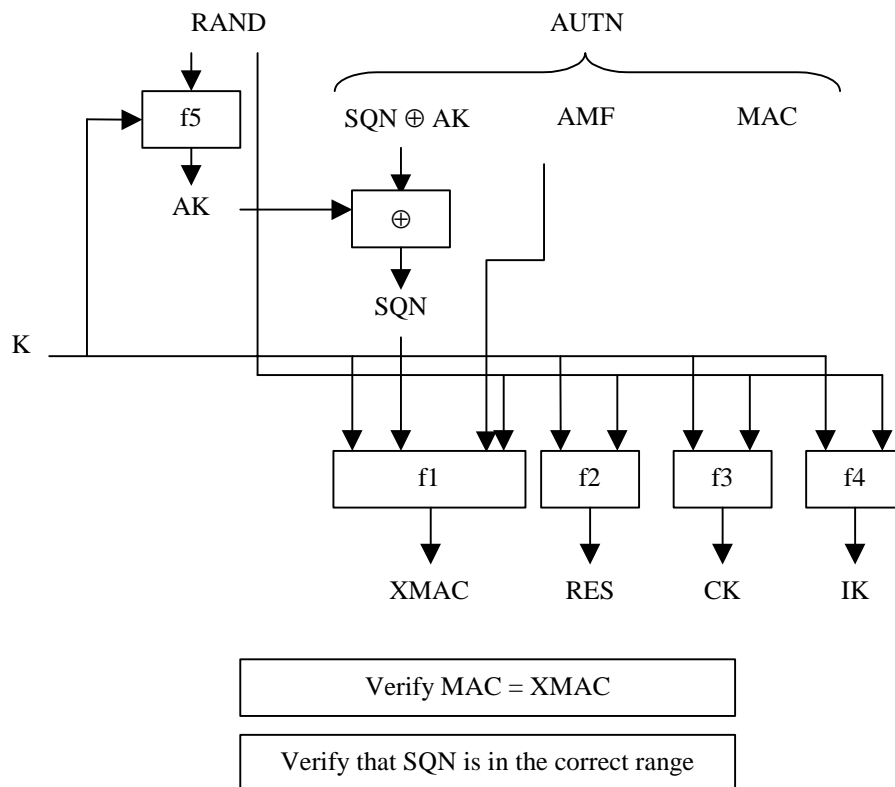 RAND AUTN
f5 SQN ⊕ AK AMF MAC
AK ⊕
SQN
K
f1 f2 f3 f4
XMAC RES CK IK
Verify MAC = XMAC
Verify that SQN is in the correct range